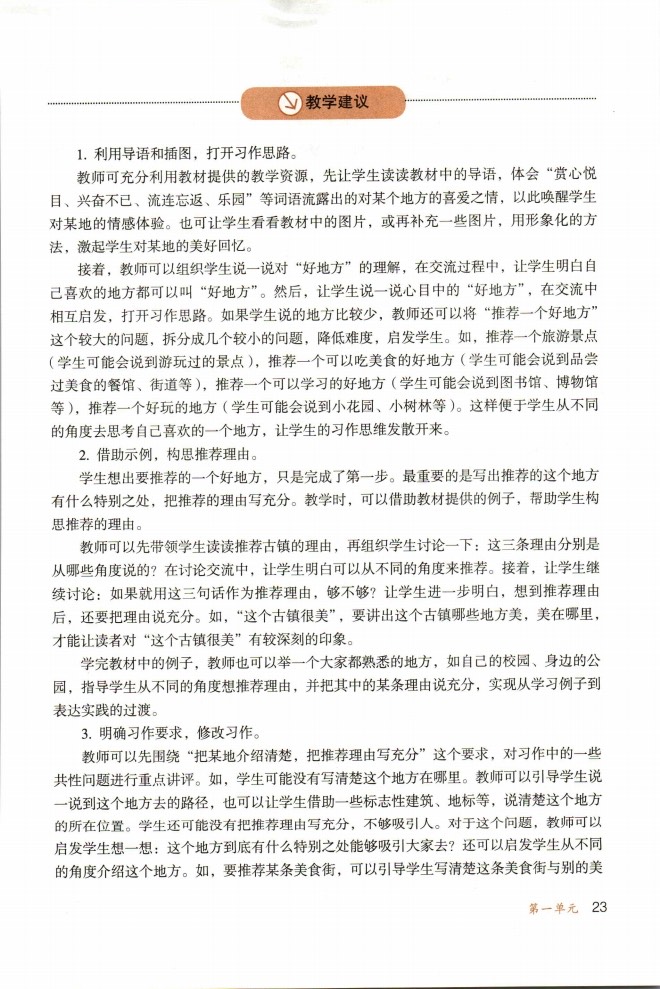 教学建议
1. 利用导语和插图，打开习作思路。
教师可充分利用教材提供的教学资源，先让学生读读教材中的导语，体会“赏心悦
目、兴奋不已、流连忘返、乐园”等词语流露出的对某个地方的喜爱之情，以此唤醒学生
对某地的情感体验。也可让学生看看教材中的图片，或再补充一些图片，用形象化的方
法，激起学生对某地的美好回忆。
接着，教师可以组织学生说一说对“好地方”的理解，在交流过程中，让学生明白自
己喜欢的地方都可以叫“好地方”。然后，让学生说一说心目中的“好地方”，在交流中
相互启发，打开习作思路。如果学生说的地方比较少，教师还可以将“推荐一个好地方”
这个较大的问题，拆分成几个较小的问题，降低难度，启发学生。如，推荐一个旅游景点
（学生可能会说到游玩过的景点），推荐一个可以吃美食的好地方（学生可能会说到品尝
过美食的餐馆、街道等），推荐一个可以学习的好地方（学生可能会说到图书馆、博物馆
等），推荐一个好玩的地方（学生可能会说到小花园、小树林等）。这样便于学生从不同
的角度去思考自己喜欢的一个地方，让学生的习作思维发散开来。
2. 借助示例，构思推荐理由。
学生想出要推荐的一个好地方，只是完成了第一步。最重要的是写出推荐的这个地方
有什么特别之处，把推荐的理由写充分。教学时，可以借助教材提供的例子，帮助学生构
思推荐的理由。
教师可以先带领学生读读推荐古镇的理由，再组织学生讨论一下：这三条理由分别是
从哪些角度说的？在讨论交流中，让学生明白可以从不同的角度来推荐。接着，让学生继
续讨论：如果就用这三句话作为推荐理由，够不够？让学生进一步明白，想到推荐理由
后，还要把理由说充分。如，“这个古镇很美”，要讲出这个古镇哪些地方美，美在哪里，
才能让读者对“这个古镇很美”有较深刻的印象。
学完教材中的例子，教师也可以举一个大家都熟悉的地方，如自己的校园、身边的公
园，指导学生从不同的角度想推荐理由，并把其中的某条理由说充分，实现从学习例子到
表达实践的过渡。
3. 明确习作要求，修改习作。
教师可以先围绕“把某地介绍清楚，把推荐理由写充分”这个要求，对习作中的一些
共性问题进行重点讲评。如，学生可能没有写清楚这个地方在哪里。教师可以引导学生说
一说到这个地方去的路径，也可以让学生借助一些标志性建筑、地标等，说清楚这个地方
的所在位置。学生还可能没有把推荐理由写充分，不够吸引人。对于这个问题，教师可以
启发学生想一想：这个地方到底有什么特别之处能够吸引大家去？还可以启发学生从不同
的角度介绍这个地方。如，要推荐某条美食街，可以引导学生写清楚这条美食街与别的美
第一单元 23